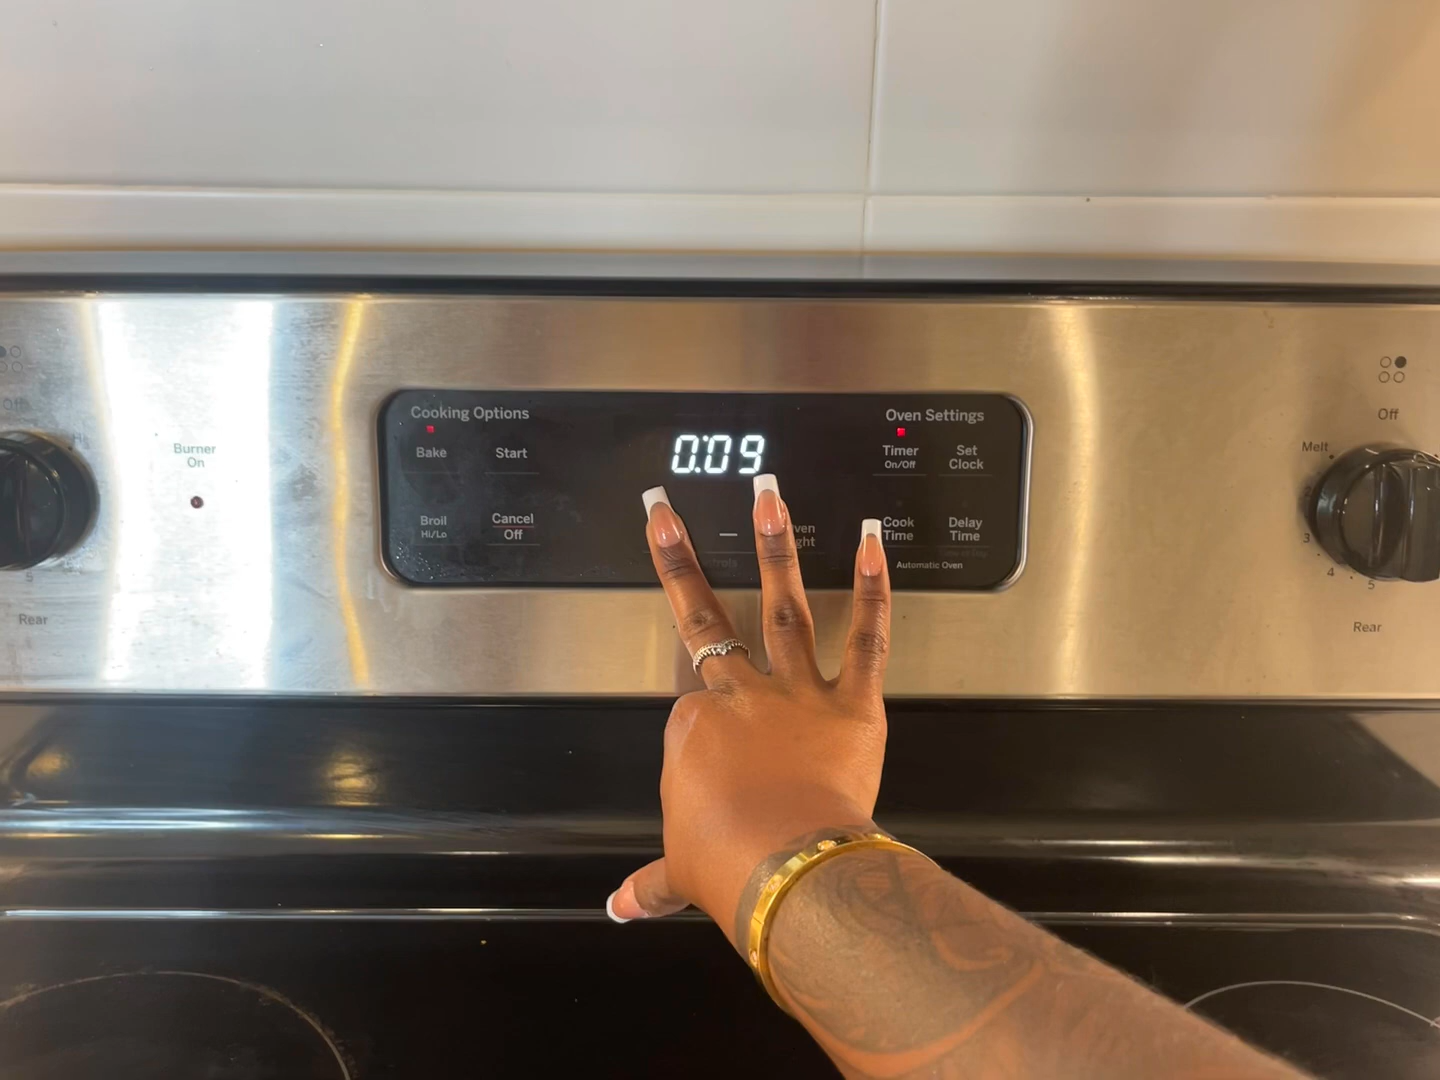 Cooking Options
Bake
Start
Broil
Hi/Lo
Cancel
Off
0:09
Oven Settings
Timer
On/Off
Set
Clock
Cook
Time
Delay
Time
Automatic Oven
Burner
On
Off
Rear
Off
Melt
3
4
5
Rear